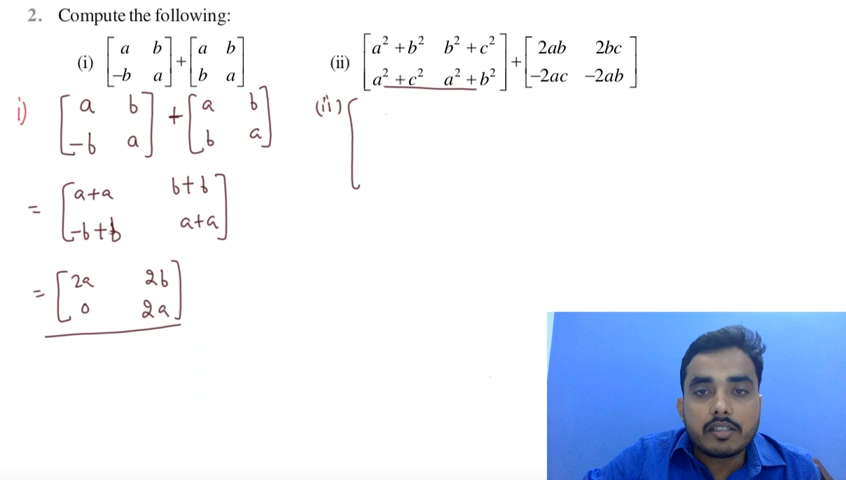 2. Compute the following:
(i) [a b; –b a] + [a b; b a]
(ii) [a² + b² b² + c²; a² + c² a² + b²] + [2ab 2bc; –2ac –2ab]
i) [a b; -b a] + [a b; b a]
= [a+a b+b; -b+b a+a]
= [2a 2b; 0 2a]
(ii) [